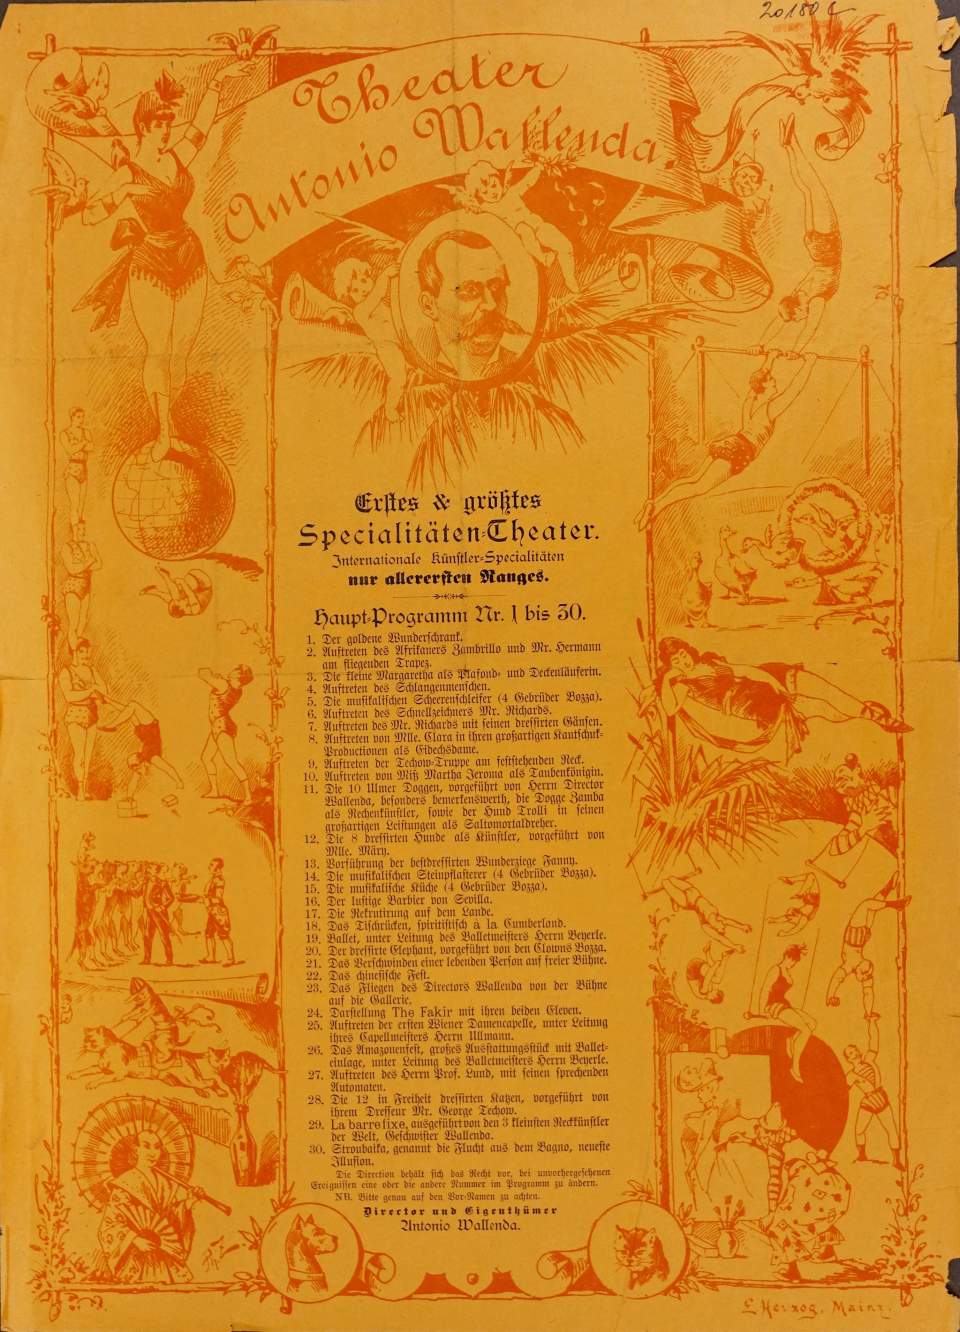 20180 C
Theater
Antonio Wallenda.
Erstes & größtes
Specialitäten-Theater.
Internationale Künstler-Specialitäten
nur allerersten Ranges.
Haupt-Programm Nr. 1 bis 30.
1. Der goldene Wunderschrank.
2. Auftreten des Afrikaners Zambrillo und Mr. Hermann
am fliegenden Trapez.
3. Die kleine Margaretha als Plafond- und Deckenläuferin.
4. Auftreten des Schlangenmenschen.
5. Die musikalischen Scheerenschleifer (4 Gebrüder Bozza).
6. Auftreten des Schnellzeichners Mr. Richards.
7. Auftreten des Mr. Richards mit seinen dressirten Gänsen.
8. Auftreten von Mlle. Clara in ihren großartigen Kautschuk-
Productionen als Eidechsdame.
9. Auftreten der Techow-Truppe am feststehenden Reck.
10. Auftreten von Miß Martha Jeroma als Taubenkönigin.
11. Die 10 Ulmer Doggen, vorgeführt von Herrn Director
Wallenda, besonders bemerkenswerth, die Dogge Zamba
als Rechenkünstler, sowie der Hund Trolli in seinen
großartigen Leistungen als Saltomortaldreher.
12. Die 8 dressirten Hunde als Künstler, vorgeführt von
Mlle. Märy.
13. Vorführung der bestdressirten Wunderziege Fanny.
14. Die musikalischen Steinpflasterer (4 Gebrüder Bozza).
15. Die musikalische Küche (4 Gebrüder Bozza).
16. Der lustige Barbier von Sevilla.
17. Die Rekrutirung auf dem Lande.
18. Das Tischrücken, spiritistisch à la Cumberland.
19. Ballet, unter Leitung des Balletmeisters Herrn Beyerle.
20. Der dressirte Elephant, vorgeführt von den Clowns Bozza.
21. Das Verschwinden einer lebenden Person auf freier Bühne.
22. Das chinesische Fest.
23. Das Fliegen des Directors Wallenda von der Bühne
auf die Gallerie.
24. Darstellung The Fakir mit ihren beiden Eleven.
25. Auftreten der ersten Wiener Damencapelle, unter Leitung
ihres Capellmeisters Herrn Ullmann.
26. Das Amazonenfest, großes Ausstattungsstück mit Ballet-
einlage, unter Leitung des Balletmeisters Herrn Beyerle.
27. Auftreten des Herrn Prof. Lund, mit seinen sprechenden
Automaten.
28. Die 12 in Freiheit dressirten Katzen, vorgeführt von
ihrem Dresseur Mr. George Techow.
29. La barre fixe, ausgeführt von den 3 kleinsten Reckkünstler
der Welt, Geschwister Wallenda.
30. Stroubaika, genannt die Flucht aus dem Bagno, neueste
Illusion.
Die Direction behält sich das Recht vor, bei unvorhergesehenen
Ereignissen eine oder die andere Nummer im Programm zu ändern.
NB. Bitte genau auf den Vor-Namen zu achten.
Director und Eigenthümer
Antonio Wallenda.
L. Herzog. Mainz.